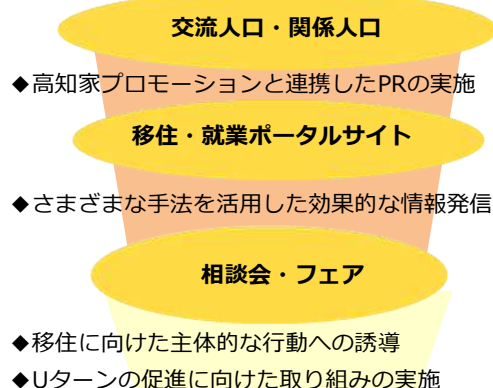 交流人口・関係人口
◆高知家プロモーションと連携したPRの実施
移住・就業ポータルサイト
◆さまざまな手法を活用した効果的な情報発信
相談会・フェア
◆移住に向けた主体的な行動への誘導
◆Uターンの促進に向けた取り組みの実施